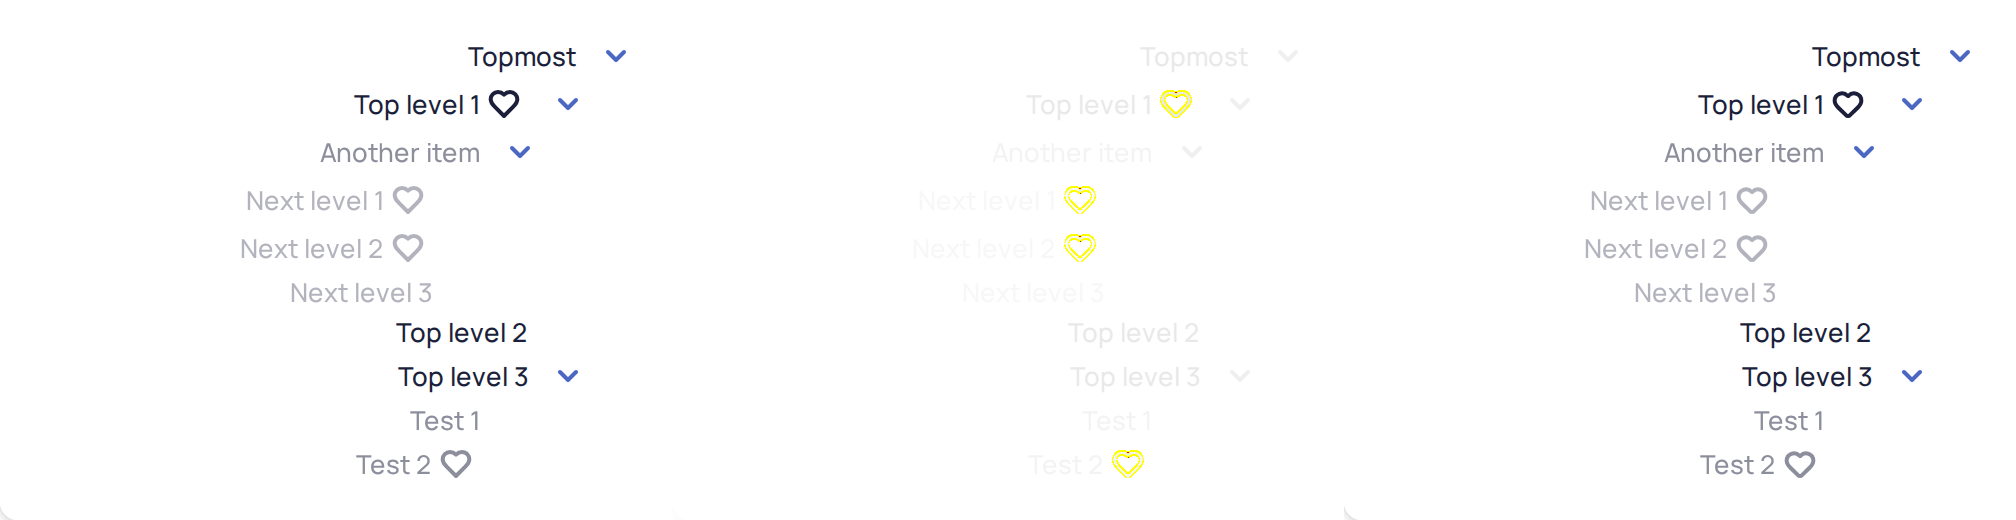 Topmost
Top level 1
Another item
Next level 1
Next level 2
Next level 3
Top level 2
Top level 3
Test 1
Test 2
Topmost
Top level 1
Another item
Next level 1
Next level 2
Next level 3
Top level 2
Top level 3
Test 1
Test 2
Topmost
Top level 1
Another item
Next level 1
Next level 2
Next level 3
Top level 2
Top level 3
Test 1
Test 2